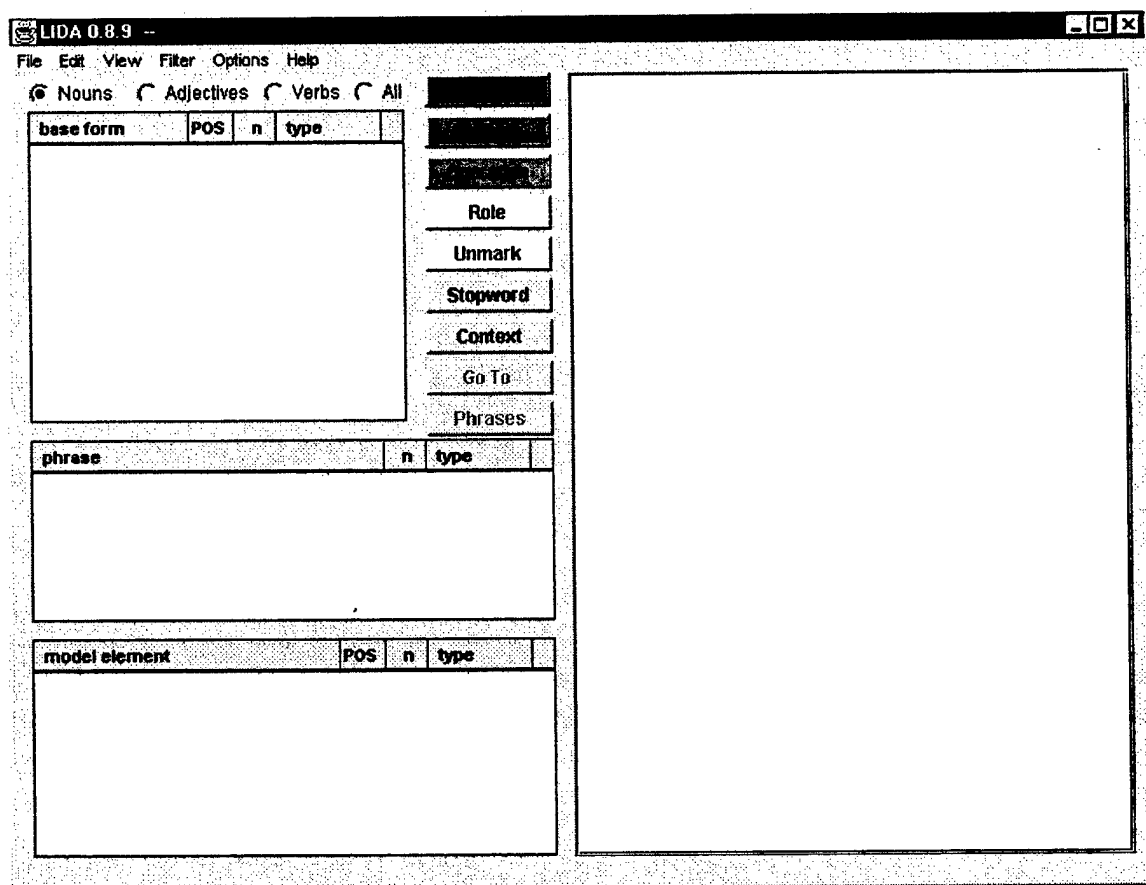 LIDA 0.8.9 --
File Edit View Filter Options Help
Nouns Adjectives Verbs All
base form POS n type
Role
Unmark
Stopword
Context
Go To
Phrases
phrase n type
model element POS n type